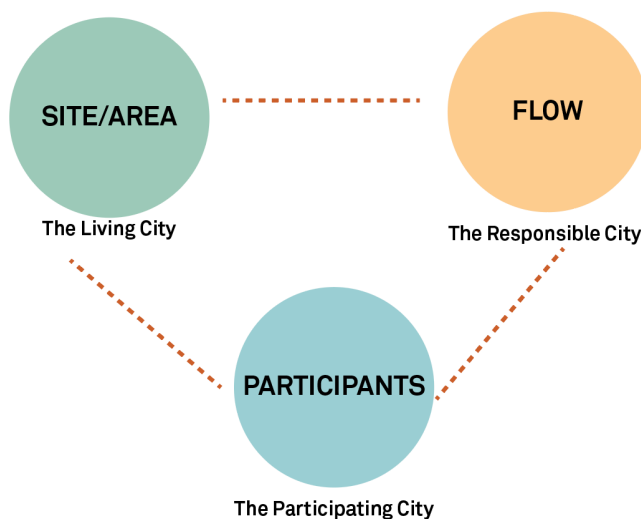 SITE/AREA
FLOW
The Living City
The Responsible City
PARTICIPANTS
The Participating City